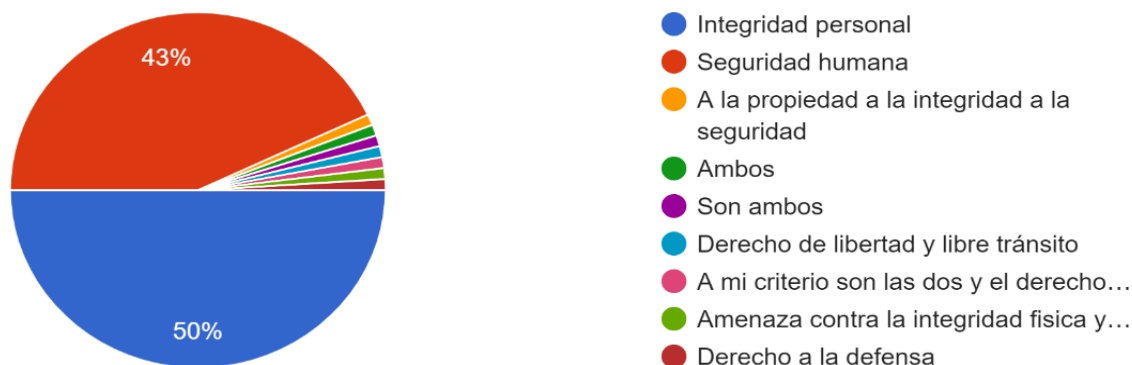 43%
50%
Integridad personal
Seguridad humana
A la propiedad a la integridad a la
seguridad
Ambos
Son ambos
Derecho de libertad y libre tránsito
A mi criterio son las dos y el derecho…
Amenaza contra la integridad fisica y…
Derecho a la defensa